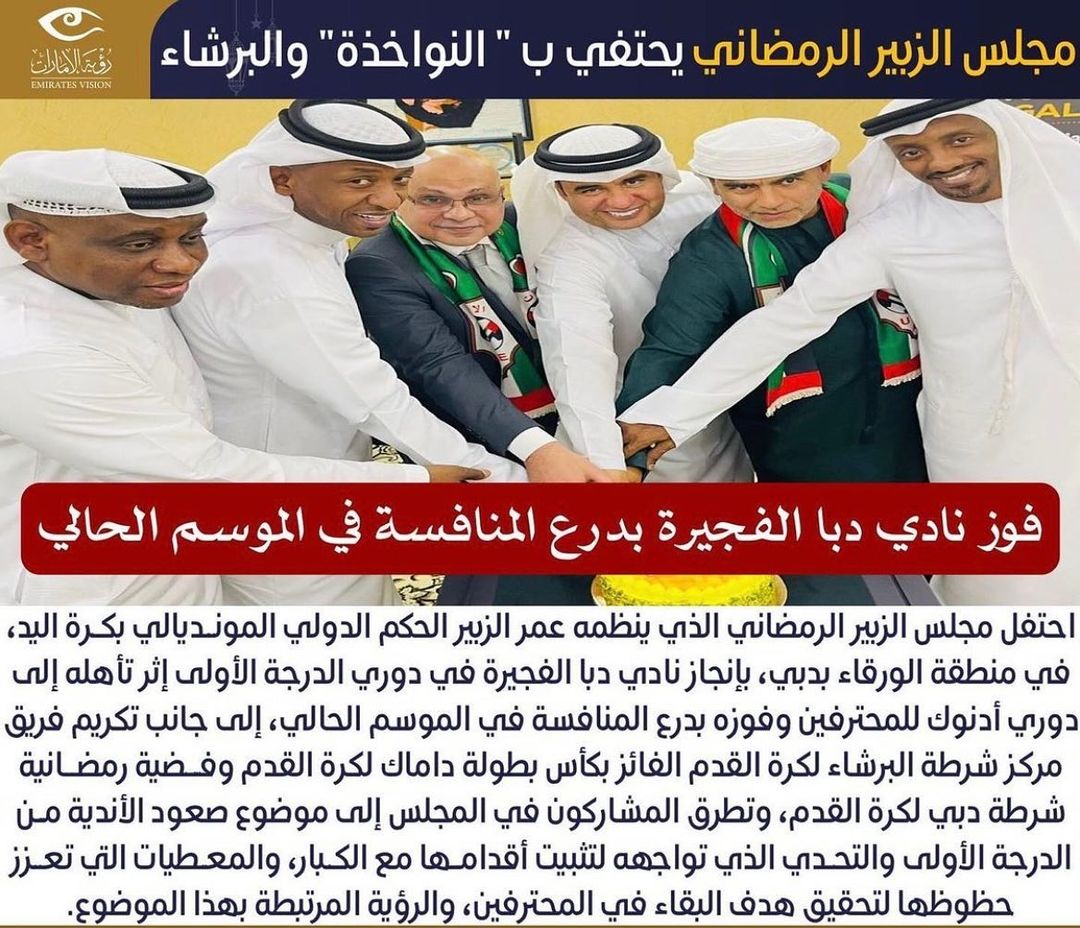 رؤية الإمارات
EMIRATES VISION
مجلس الزبير الرمضاني يحتفي ب " النواخذة" والبرشاء
GAL
فوز نادي دبا الفجيرة بدرع المنافسة في الموسم الحالي
احتفل مجلس الزبير الرمضاني الذي ينظمه عمر الزبير الحكم الدولي المونديالي بكرة اليد،
في منطقة الورقاء بدبي، بإنجاز نادي دبا الفجيرة في دوري الدرجة الأولى إثر تأهله إلى
دوري أدنوك للمحترفين وفوزه بدرع المنافسة في الموسم الحالي، إلى جانب تكريم فريق
مركز شرطة البرشاء لكرة القدم الفائز بكأس بطولة داماك لكرة القدم وفضية رمضانية
شرطة دبي لكرة القدم، وتطرق المشاركون في المجلس إلى موضوع صعود الأندية من
الدرجة الأولى والتحدي الذي تواجهه لتثبيت أقدامها مع الكبار، والمعطيات التي تعزز
حظوظها لتحقيق هدف البقاء في المحترفين، والرؤية المرتبطة بهذا الموضوع.